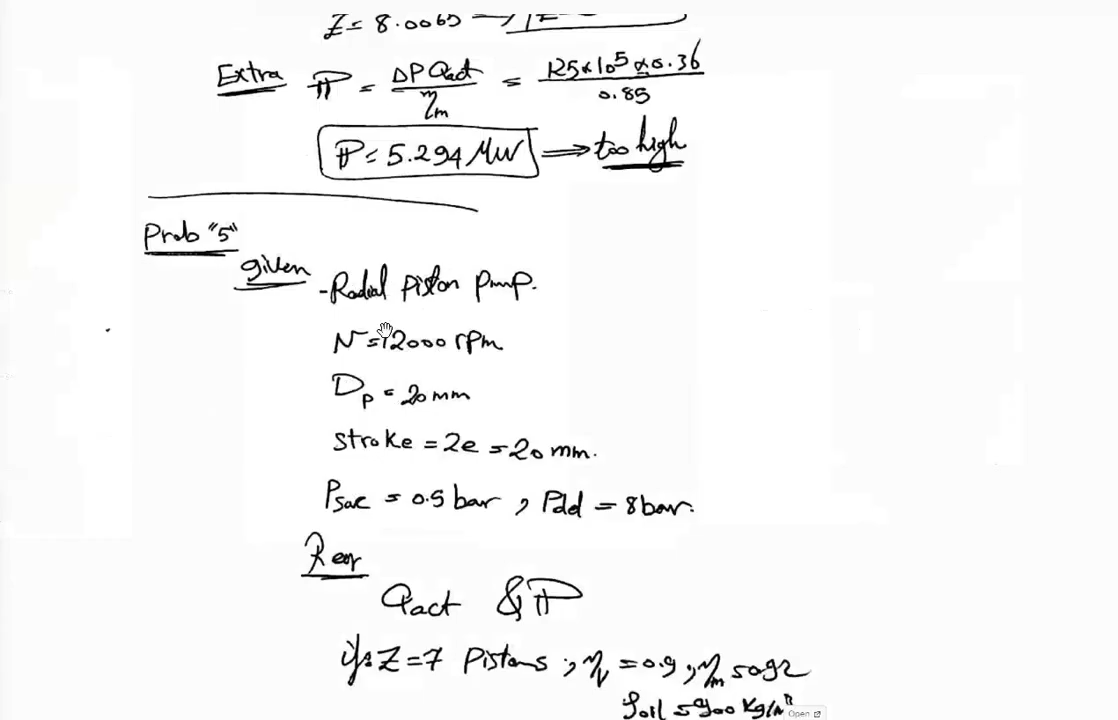 Z = 8.0065 →
Extra P = ΔP Qact / ηm = 125*10^5 * 0.36 / 0.85
P = 5.294 MW ⇒ too high
Prob "5"
given - Radial piston pump.
N = 12000 rpm
Dp = 20 mm
stroke = 2e = 20 mm.
Psuc = 0.5 bar , Pdel = 8 bar.
Req
Qact & P
if: Z = 7 Pistons , ηv = 0.9 , ηm = 0.92
ρoil = 900 kg/m³
Open